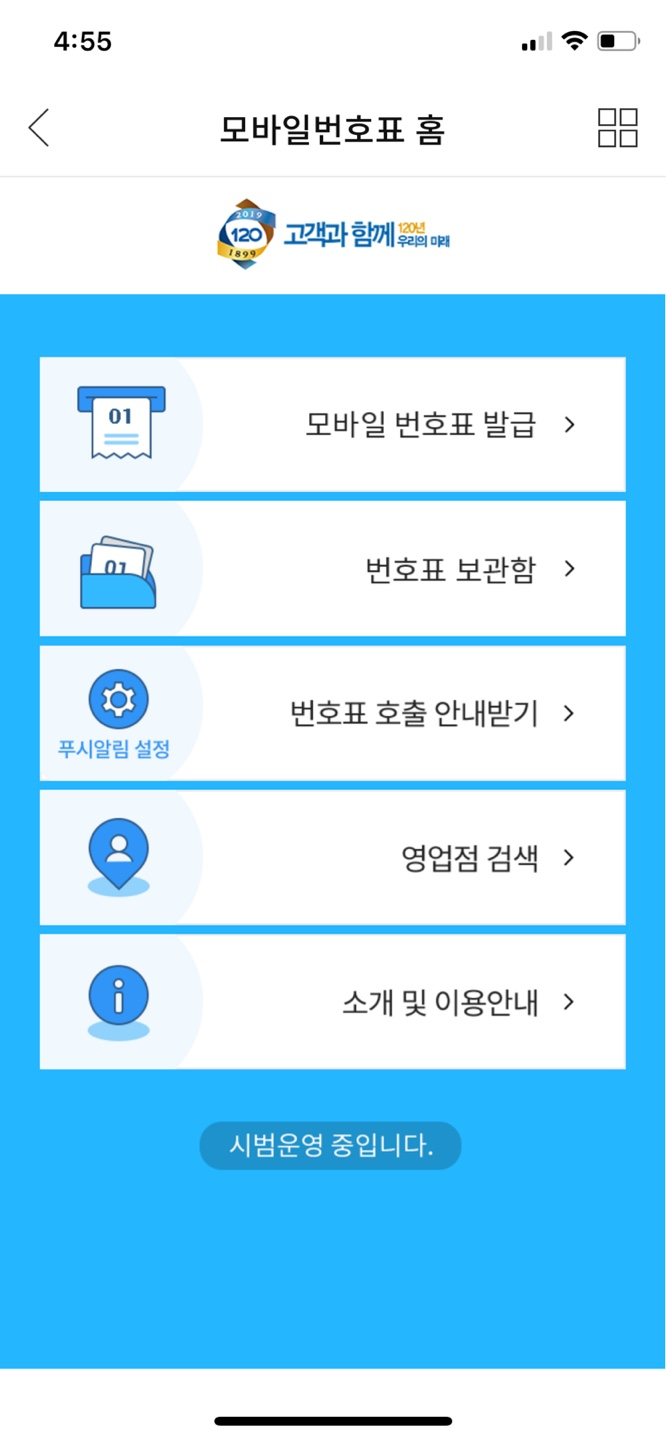 4:55
모바일번호표 홈
2019
120
1899
고객과 함께 120년 우리의 미래
01
모바일 번호표 발급
01
번호표 보관함
푸시알림 설정
번호표 호출 안내받기
영업점 검색
소개 및 이용안내
시범운영 중입니다.